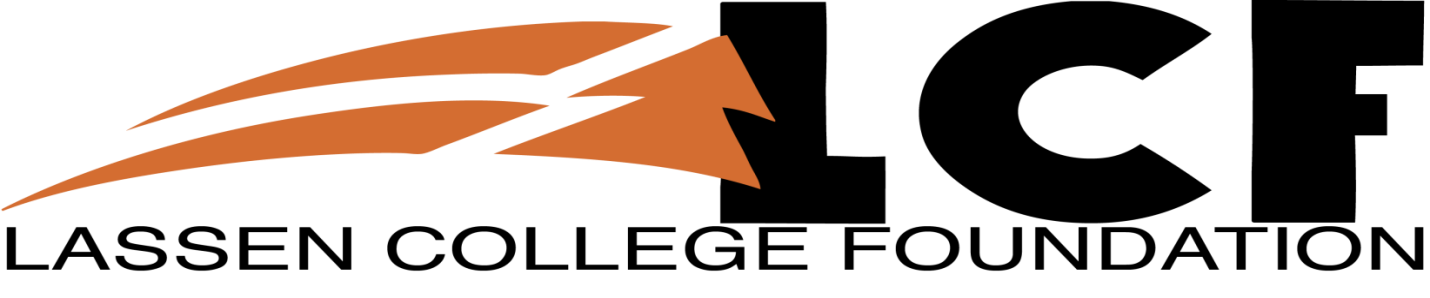 LCF
LASSEN COLLEGE FOUNDATION